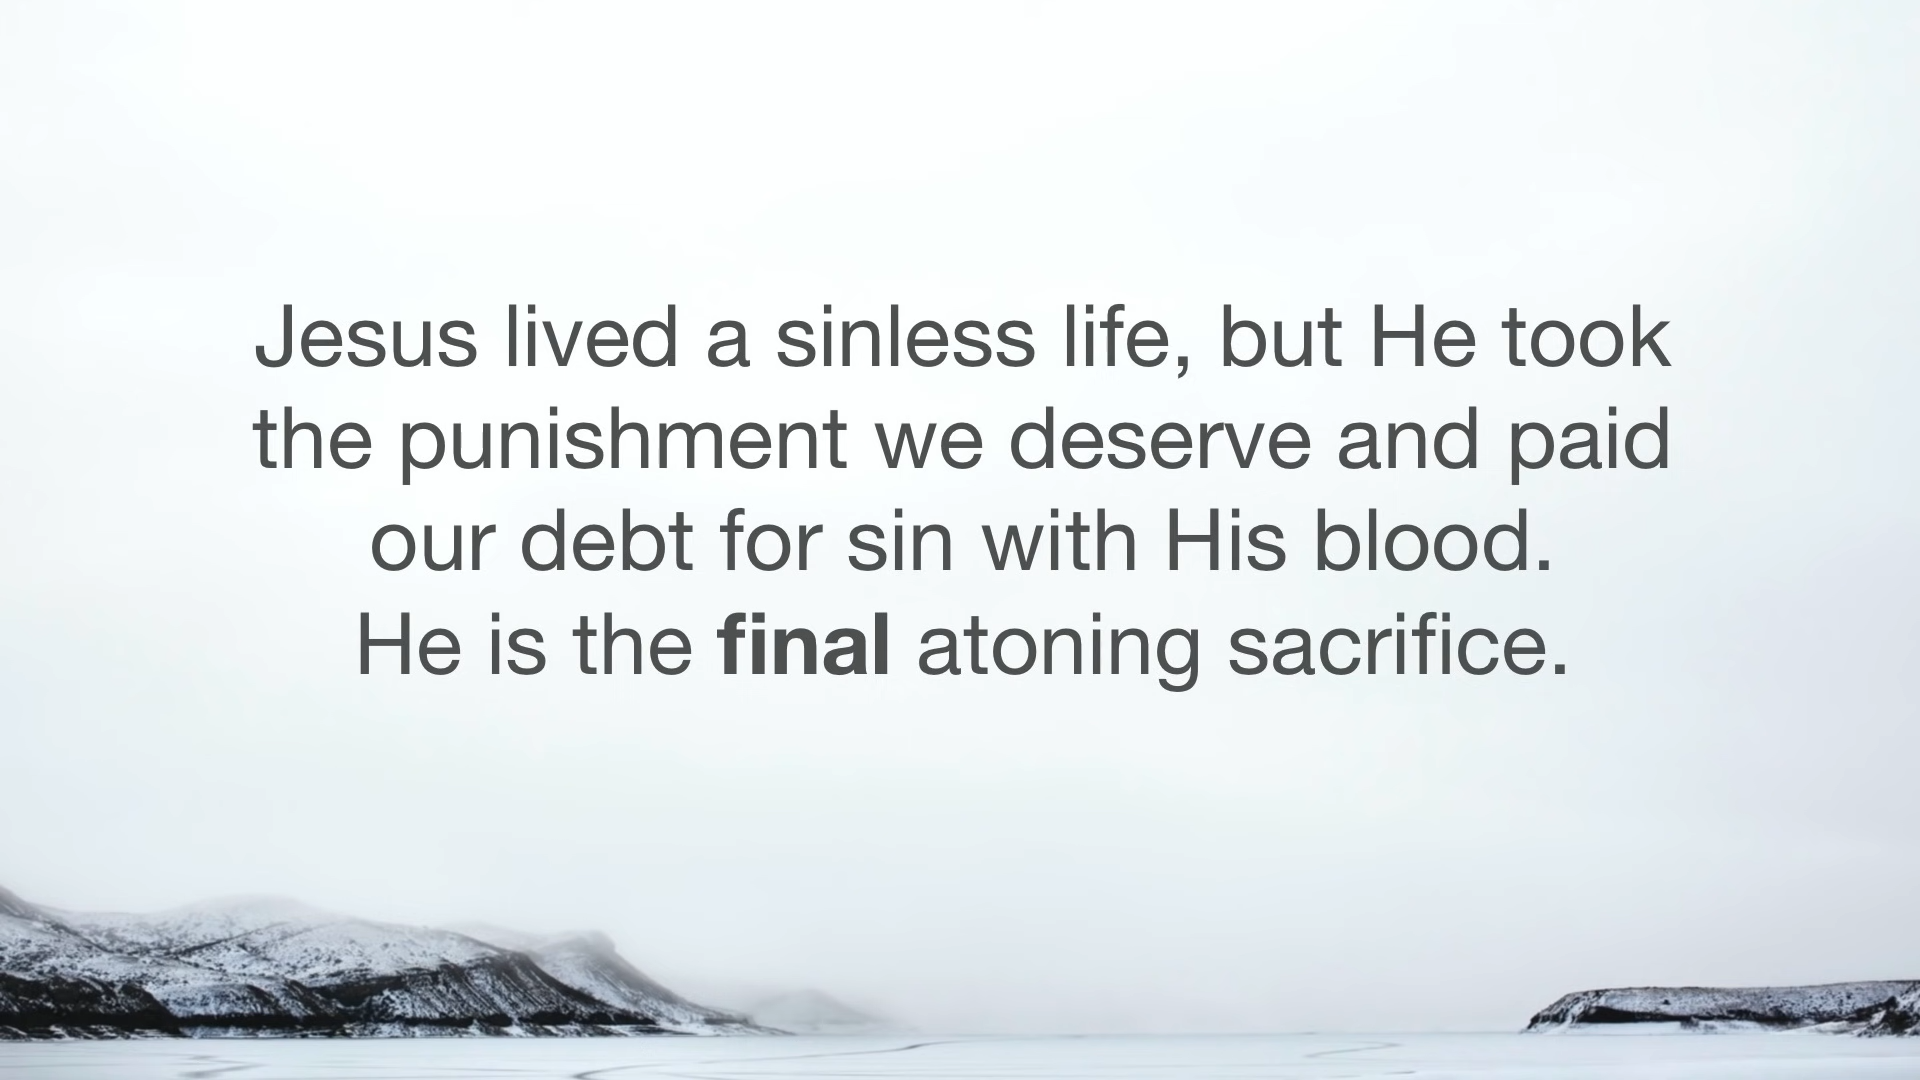 Jesus lived a sinless life, but He took
the punishment we deserve and paid
our debt for sin with His blood.
He is the final atoning sacrifice.